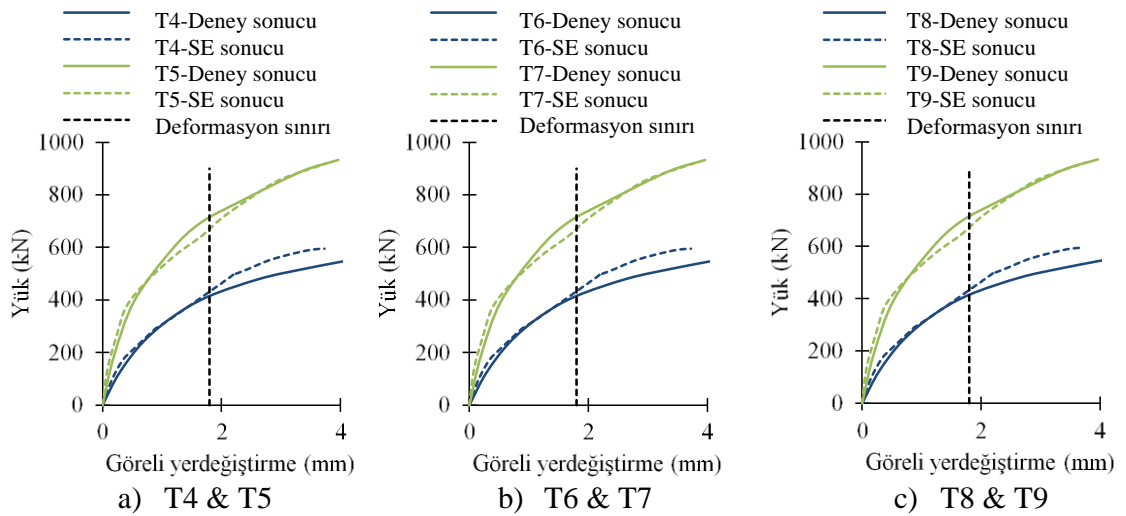 T4-Deney sonucu
T4-SE sonucu
T5-Deney sonucu
T5-SE sonucu
Deformasyon sınırı
1000
800
600
400
200
0
Yük (kN)
0 2 4
Göreli yerdeğiştirme (mm)
a) T4 & T5
T6-Deney sonucu
T6-SE sonucu
T7-Deney sonucu
T7-SE sonucu
Deformasyon sınırı
1000
800
600
400
200
0
Yük (kN)
0 2 4
Göreli yerdeğiştirme (mm)
b) T6 & T7
T8-Deney sonucu
T8-SE sonucu
T9-Deney sonucu
T9-SE sonucu
Deformasyon sınırı
1000
800
600
400
200
0
Yük (kN)
0 2 4
Göreli yerdeğiştirme (mm)
c) T8 & T9